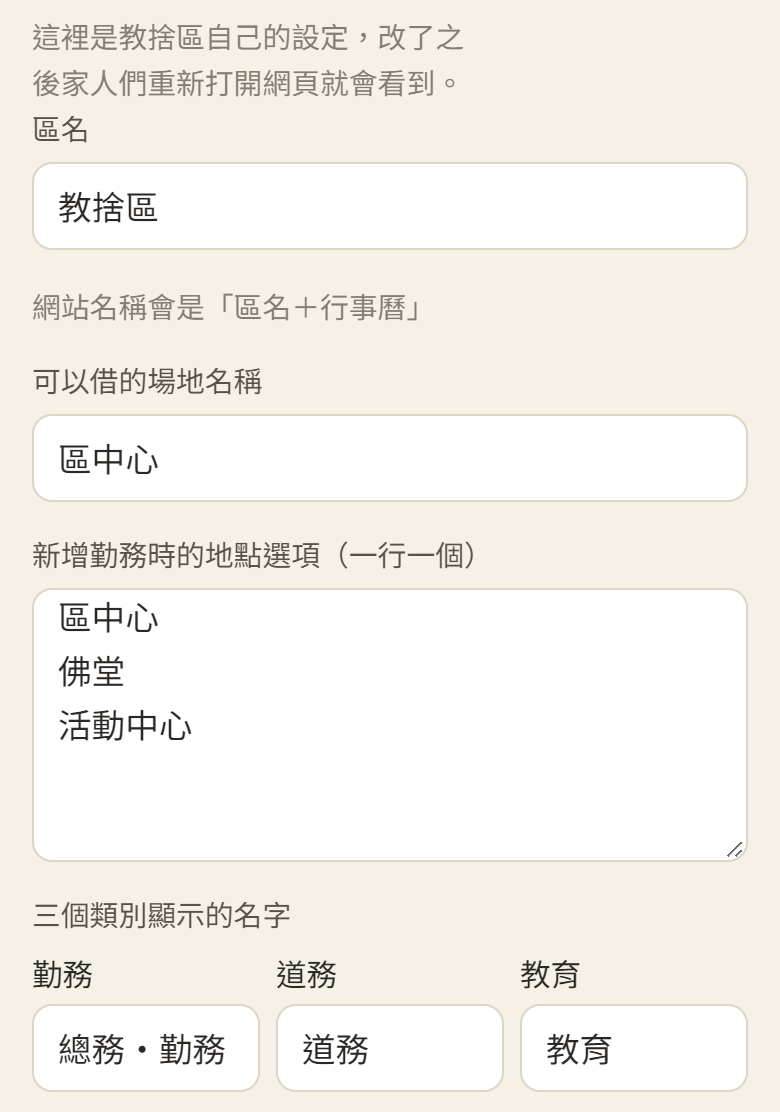 這裡是教捨區自己的設定，改了之
後家人們重新打開網頁就會看到。
區名
教捨區
網站名稱會是「區名＋行事曆」
可以借的場地名稱
區中心
新增勤務時的地點選項（一行一個）
區中心
佛堂
活動中心
三個類別顯示的名字
勤務 道務 教育
總務・勤務 道務 教育